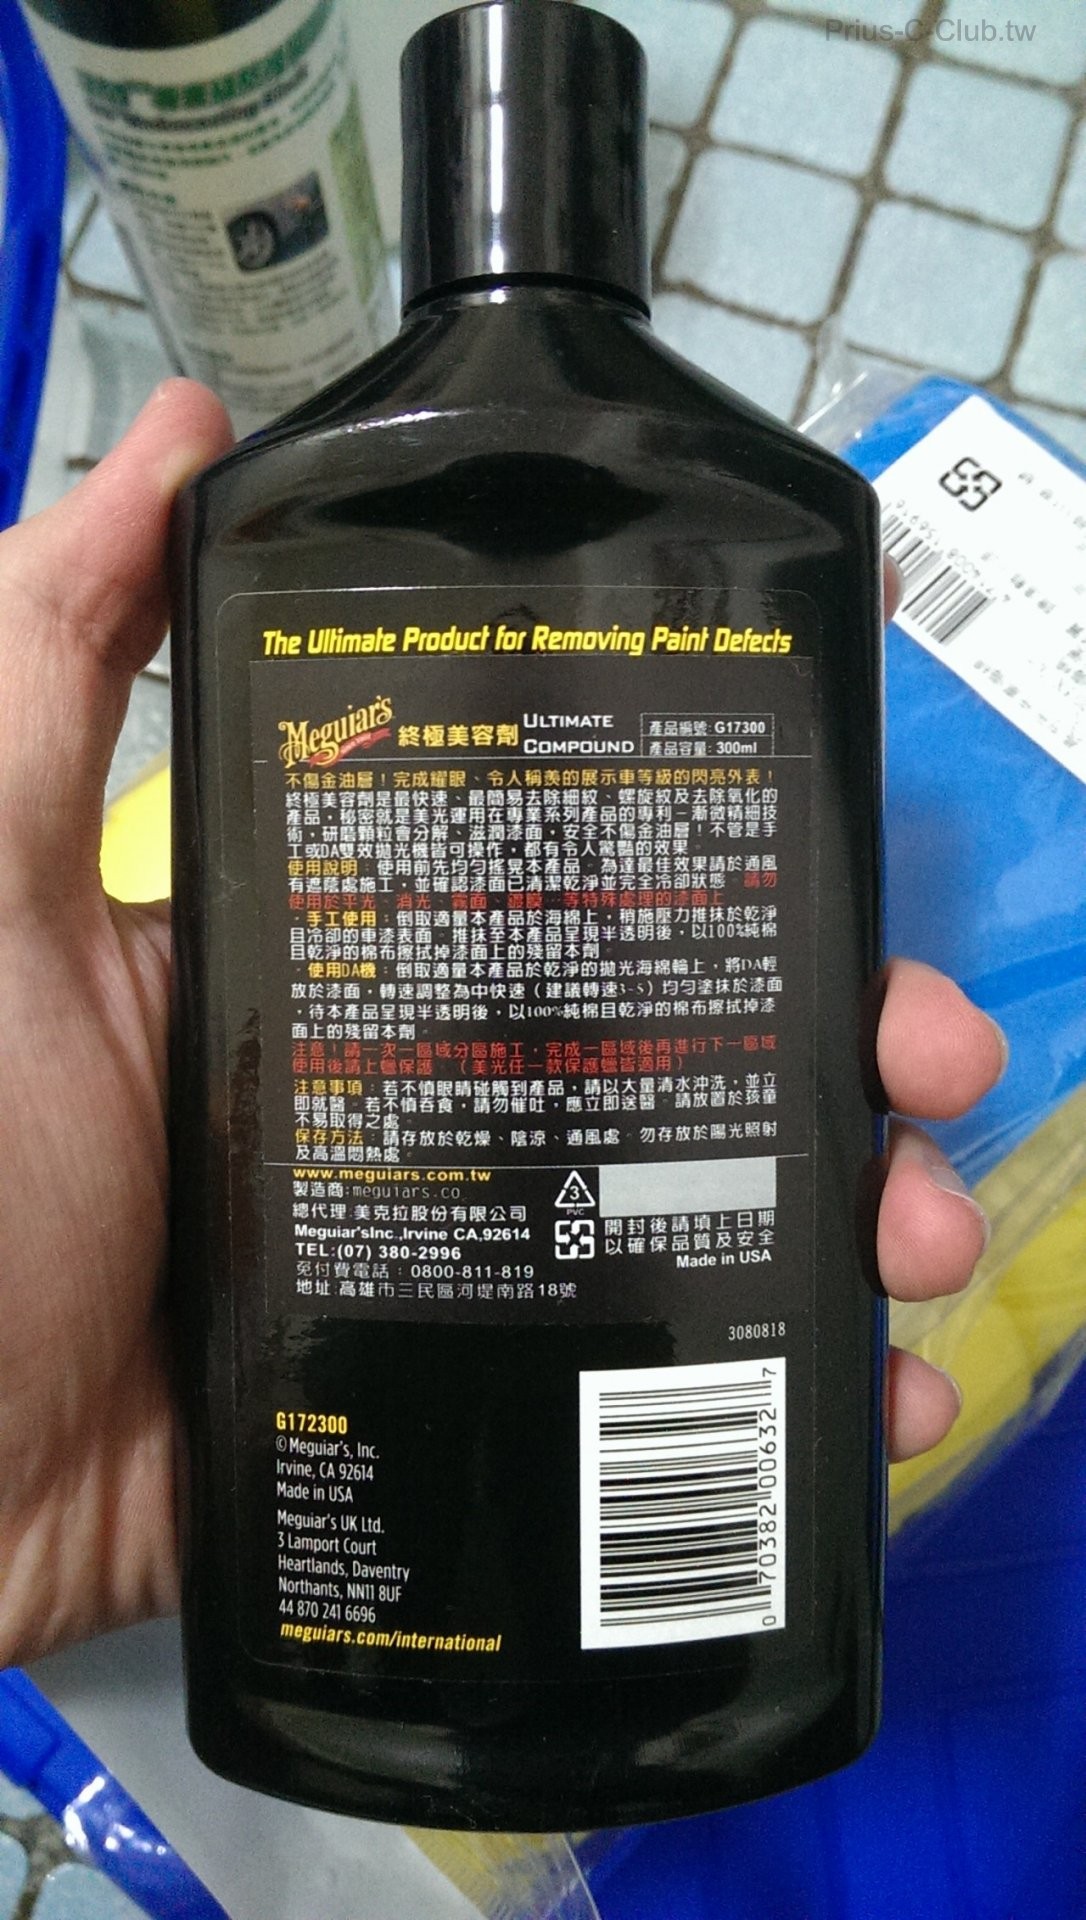 Prius-C-Club.tw
The Ultimate Product for Removing Paint Defects
Meguiar's
終極美容劑
ULTIMATE
COMPOUND
產品編號: G17300
產品容量: 300ml
不傷金油層！完成耀眼、令人稱羨的展示車等級的閃亮外表！
終極美容劑是最快速、最簡易去除細紋、螺旋紋及去除氧化的
產品，秘密就是美光運用在專業系列產品的專利－漸微精細技
術，研磨顆粒會分解、滋潤漆面，安全不傷金油層！不管是手
工或DA雙效拋光機皆可操作，都有令人驚豔的效果。
使用說明：使用前先均勻搖晃本產品。為達最佳效果請於通風
有遮蔭處施工，並確認漆面已清潔乾淨並完全冷卻狀態。請勿
使用於平光、消光、霧面、鍍膜…等特殊處理的漆面上
．手工使用：倒取適量本產品於海綿上，稍施壓力推抹於乾淨
且冷卻的車漆表面。推抹至本產品呈現半透明後，以100%純棉
且乾淨的棉布擦拭掉漆面上的殘留本劑。
．使用DA機：倒取適量本產品於乾淨的拋光海綿輪上，將DA輕
放於漆面，轉速調整為中快速（建議轉速3-5）均勻塗抹於漆面
，待本產品呈現半透明後，以100%純棉且乾淨的棉布擦拭掉漆
面上的殘留本劑。
注意！請一次一區域分區施工，完成一區域後再進行下一區域
使用後請上蠟保護。（美光任一款保護蠟皆適用）
注意事項：若不慎眼睛碰觸到產品，請以大量清水沖洗，並立
即就醫。若不慎吞食，請勿催吐，應立即送醫。請放置於孩童
不易取得之處。
保存方法：請存放於乾燥、陰涼、通風處。勿存放於陽光照射
及高溫悶熱處。
www.meguiars.com.tw
製造商:meguiars.co
總代理:美克拉股份有限公司
Meguiar'sInc.,Irvine CA,92614
TEL:(07) 380-2996
免付費電話：0800-811-819
地址:高雄市三民區河堤南路18號
3
PVC
開封後請填上日期
以確保品質及安全
Made in USA
3080818
G172300
© Meguiar's, Inc.
Irvine, CA 92614
Made in USA
Meguiar's UK Ltd.
3 Lamport Court
Heartlands, Daventry
Northants, NN11 8UF
44 870 241 6696
meguiars.com/international
0 70382 00632 7